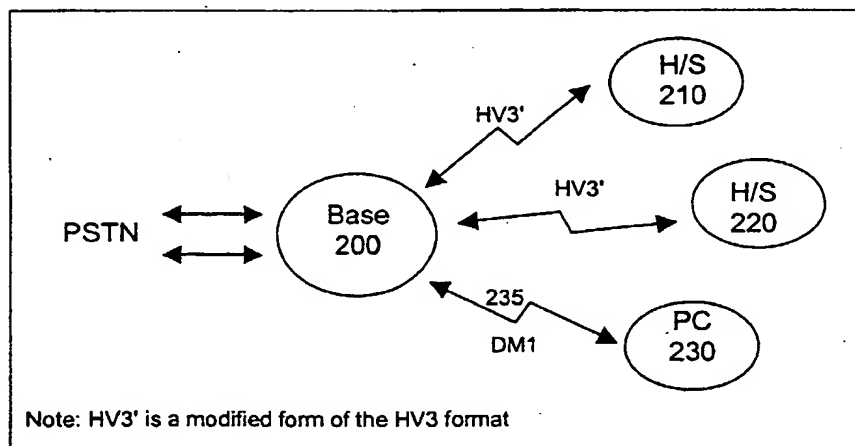 H/S
210
HV3'
HV3'
H/S
220
Base
200
PSTN
235
DM1
PC
230
Note: HV3' is a modified form of the HV3 format